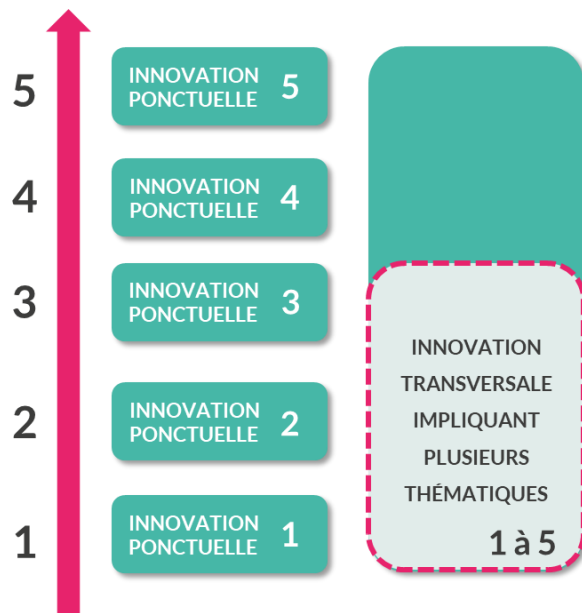 5
INNOVATION
PONCTUELLE
5
4
INNOVATION
PONCTUELLE
4
3
INNOVATION
PONCTUELLE
3
2
INNOVATION
PONCTUELLE
2
1
INNOVATION
PONCTUELLE
1
INNOVATION
TRANSVERSALE
IMPLIQUANT
PLUSIEURS
THÉMATIQUES
1 à 5